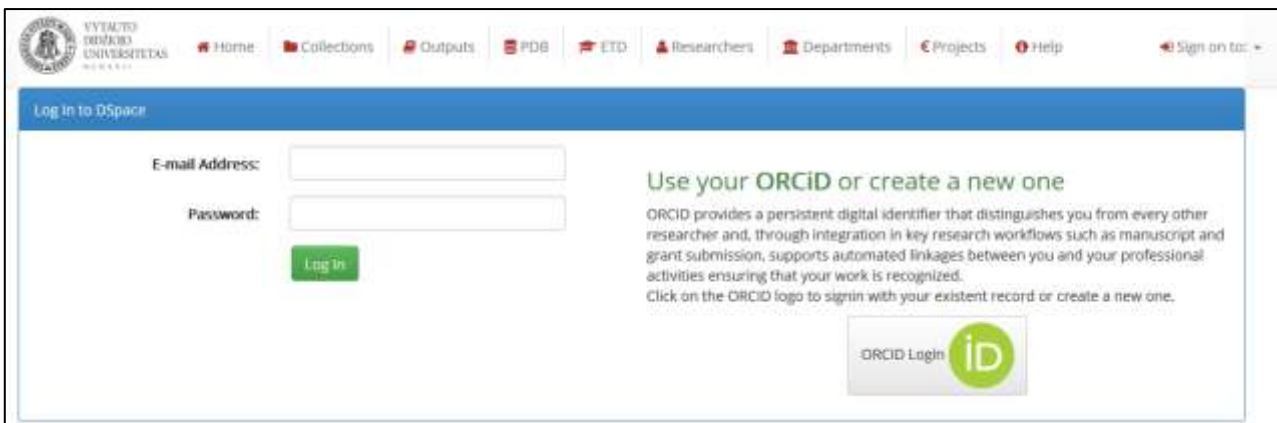 VYTAUTO
DIDŽIOJO
UNIVERSITETAS
Home Collections Outputs PDB ETD Researchers Departments € Projects Help Sign on to:
Log In to DSpace
E-mail Address:
Password:
Log In
Use your ORCiD or create a new one
ORCID provides a persistent digital identifier that distinguishes you from every other
researcher and, through integration in key research workflows such as manuscript and
grant submission, supports automated linkages between you and your professional
activities ensuring that your work is recognized.
Click on the ORCID logo to signin with your existent record or create a new one.
ORCID Login iD